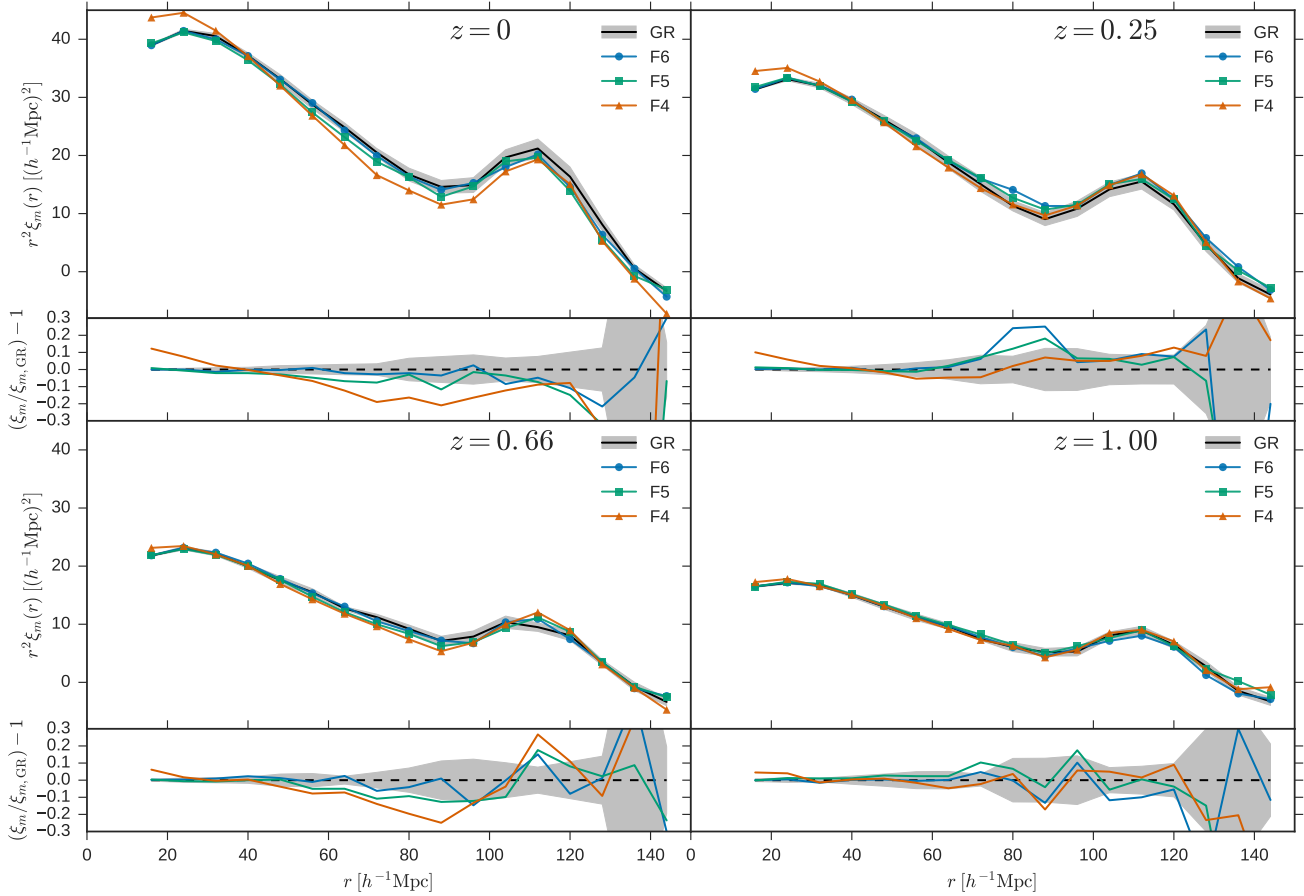 z = 0
GR
F6
F5
F4
r²ξₘ(r) [(h⁻¹Mpc)²]
40
30
20
10
0
z = 0.25
GR
F6
F5
F4
(ξₘ/ξₘ,GR) − 1
0.3
0.2
0.1
0.0
−0.1
−0.2
−0.3
z = 0.66
GR
F6
F5
F4
r²ξₘ(r) [(h⁻¹Mpc)²]
40
30
20
10
0
z = 1.00
GR
F6
F5
F4
(ξₘ/ξₘ,GR) − 1
0.3
0.2
0.1
0.0
−0.1
−0.2
−0.3
0 20 40 60 80 100 120 140
20 40 60 80 100 120 140
r [h⁻¹Mpc]
r [h⁻¹Mpc]